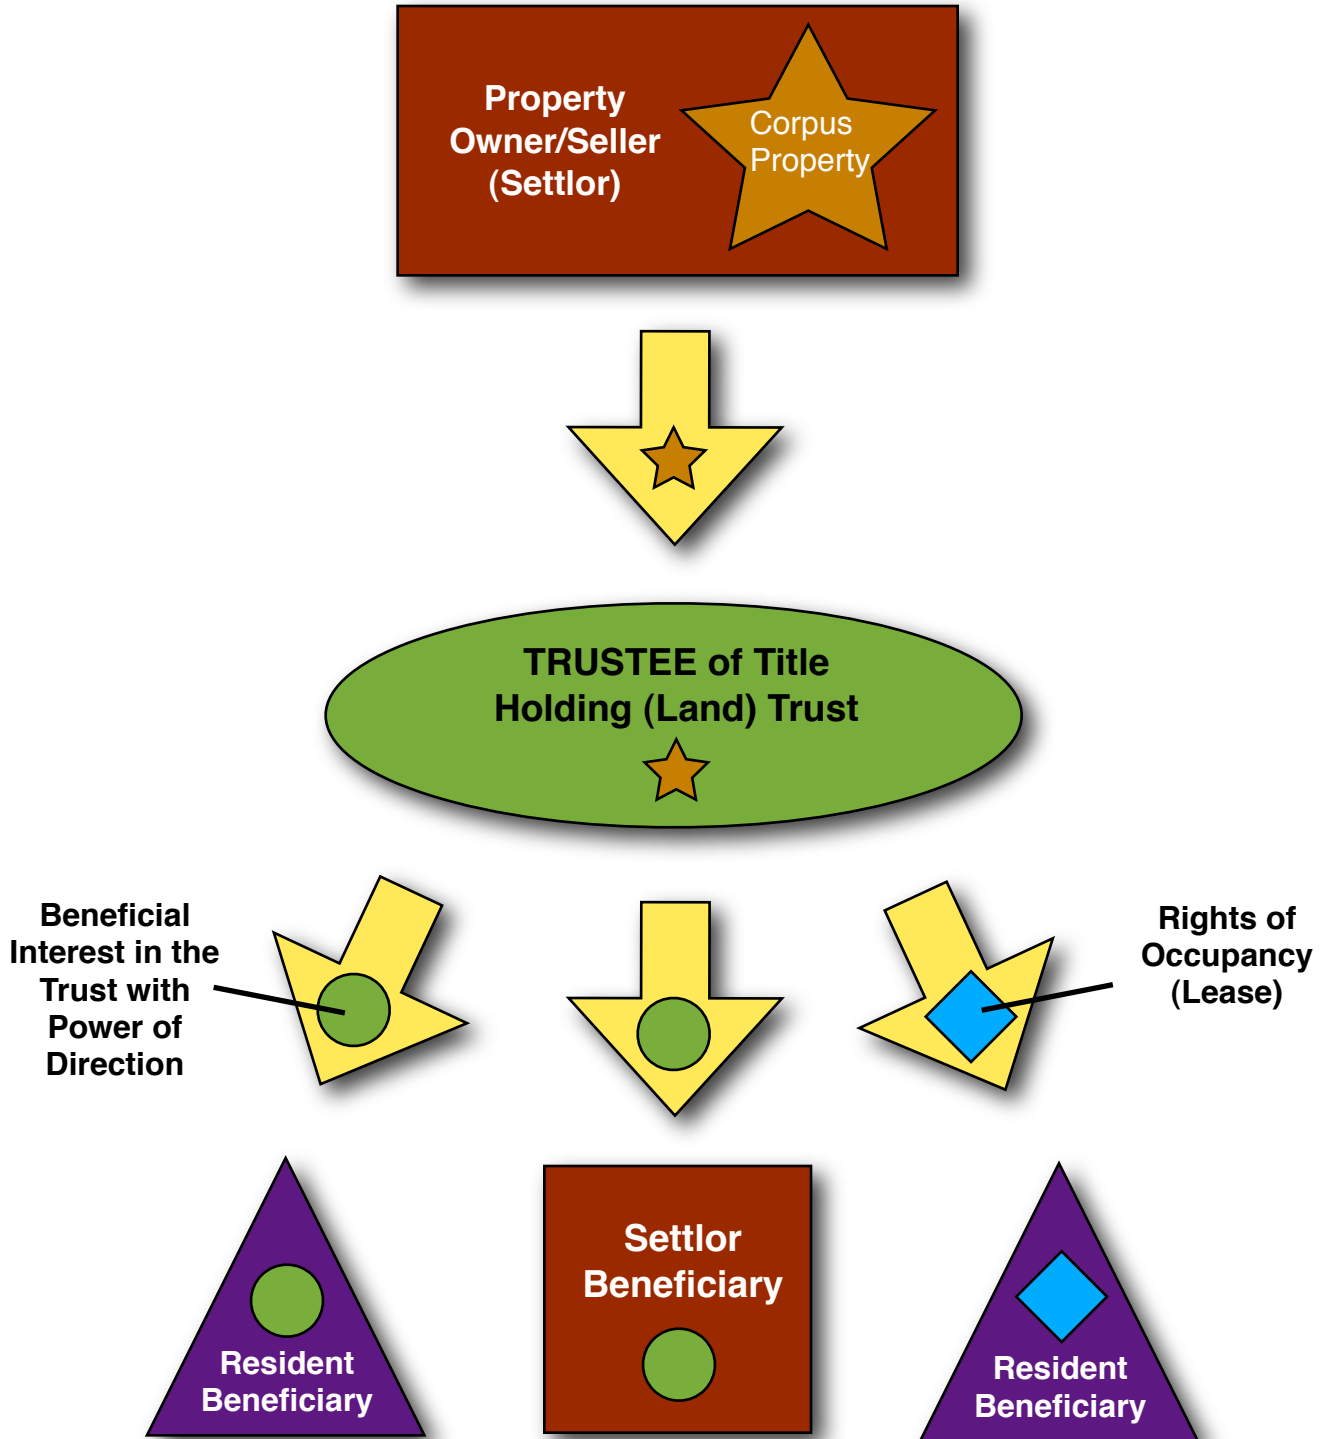 Property
Owner/Seller
(Settlor)
Corpus
Property
TRUSTEE of Title
Holding (Land) Trust
Beneficial
Interest in the
Trust with
Power of
Direction
Rights of
Occupancy
(Lease)
Resident
Beneficiary
Settlor
Beneficiary
Resident
Beneficiary